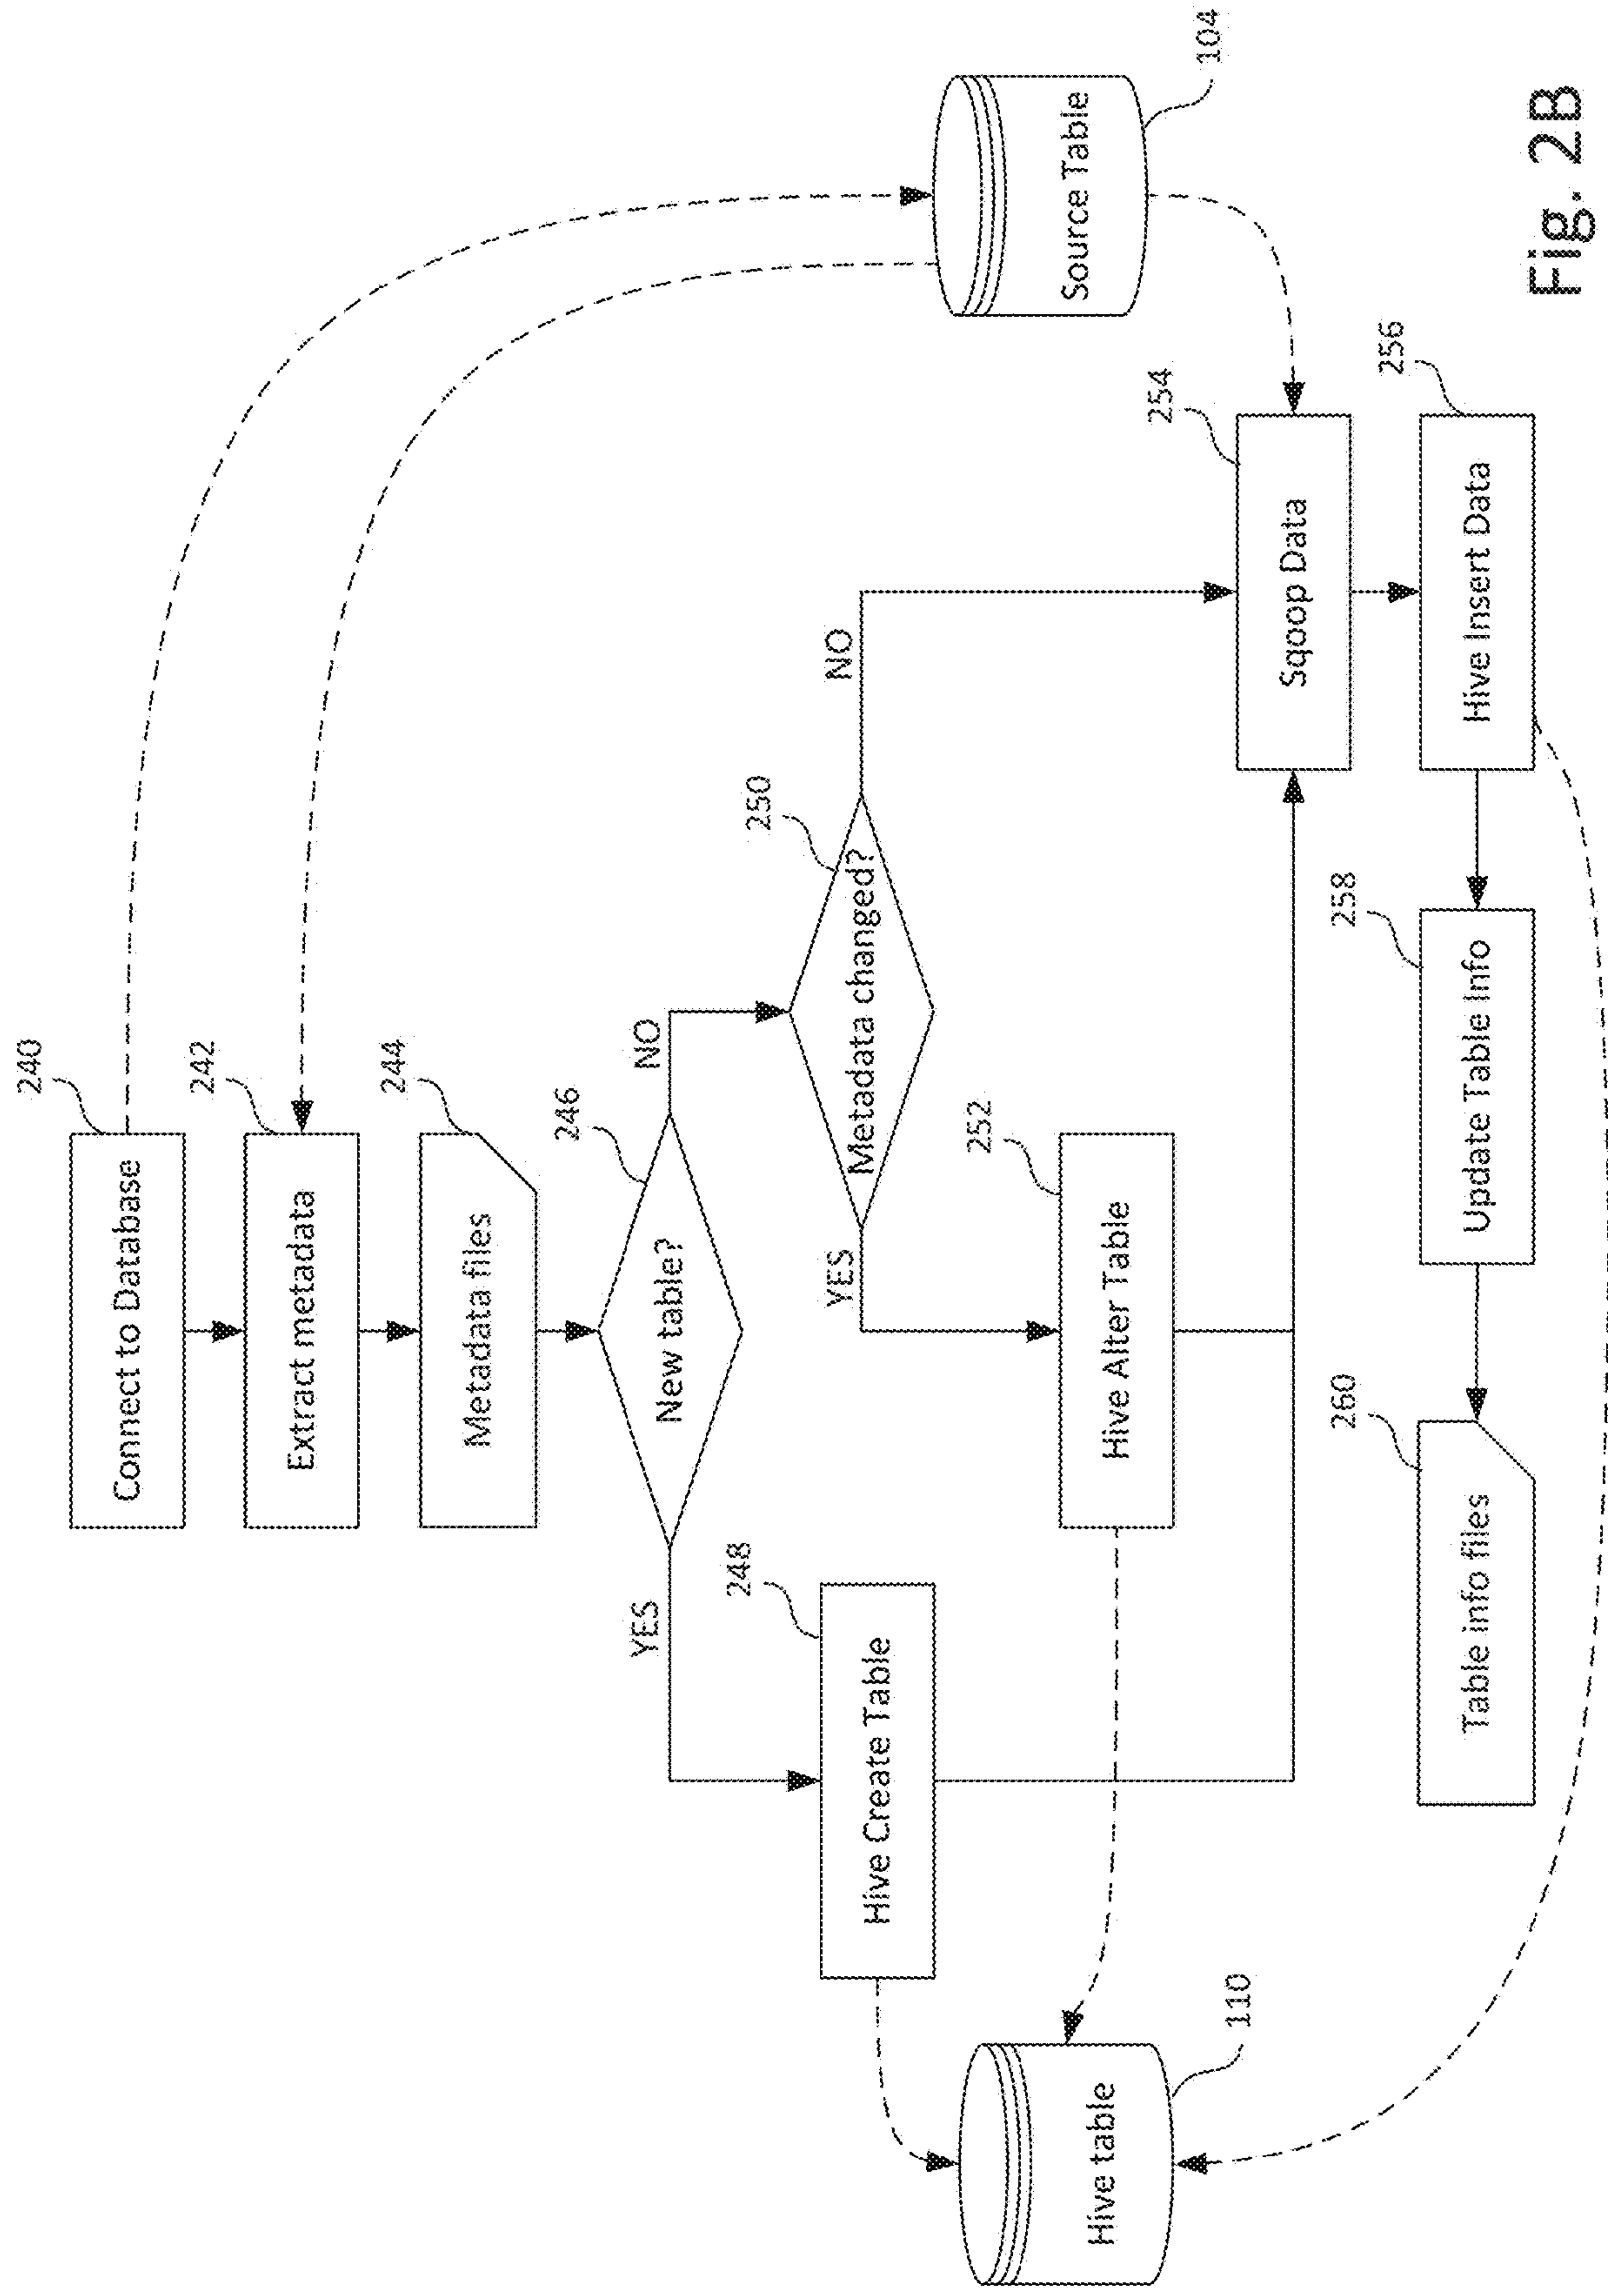 240
Connect to Database
242
Extract metadata
244
Metadata files
246
New table?
YES
NO
248
Hive Create Table
250
Metadata changed?
YES
NO
252
Hive Alter Table
Source Table
104
Hive table
110
254
Sqoop Data
256
Hive Insert Data
258
Update Table Info
260
Table info files
Fig. 2B